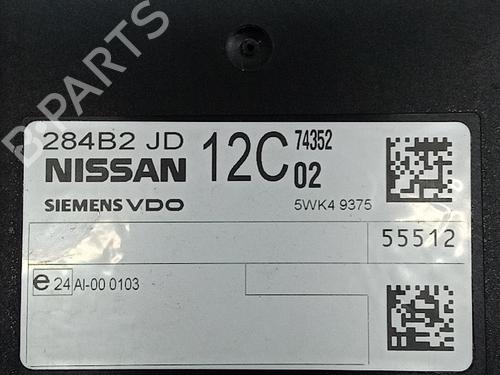 284B2 JD 12C 74352
NISSAN 02
SIEMENS VDO 5WK4 9375
55512
e 24 AI-00 0103
B-PARTS